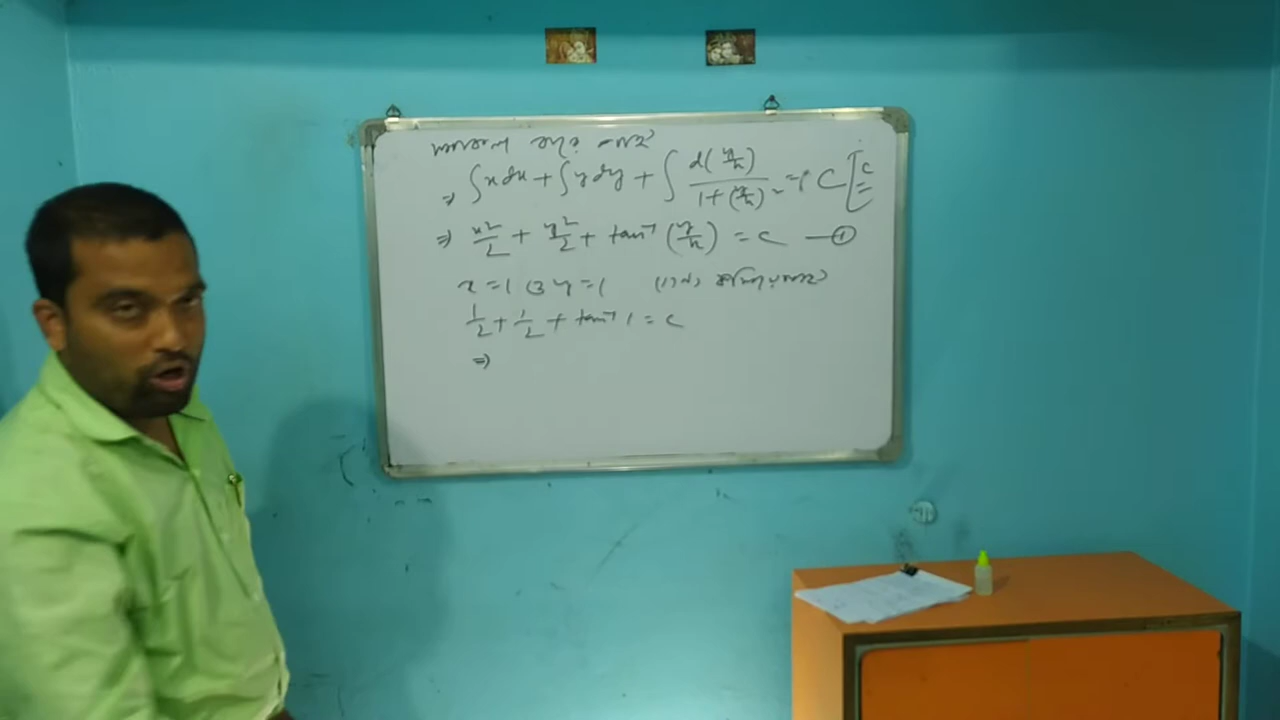 ⇒ ∫x dx + ∫y dy + ∫ d(y/x) / 1+(y/x)² = C [C
⇒ x²/2 + y²/2 + tan⁻¹ (y/x) = C —①
x = 1 ও y = 1
1/2 + 1/2 + tan⁻¹ 1 = C
⇒